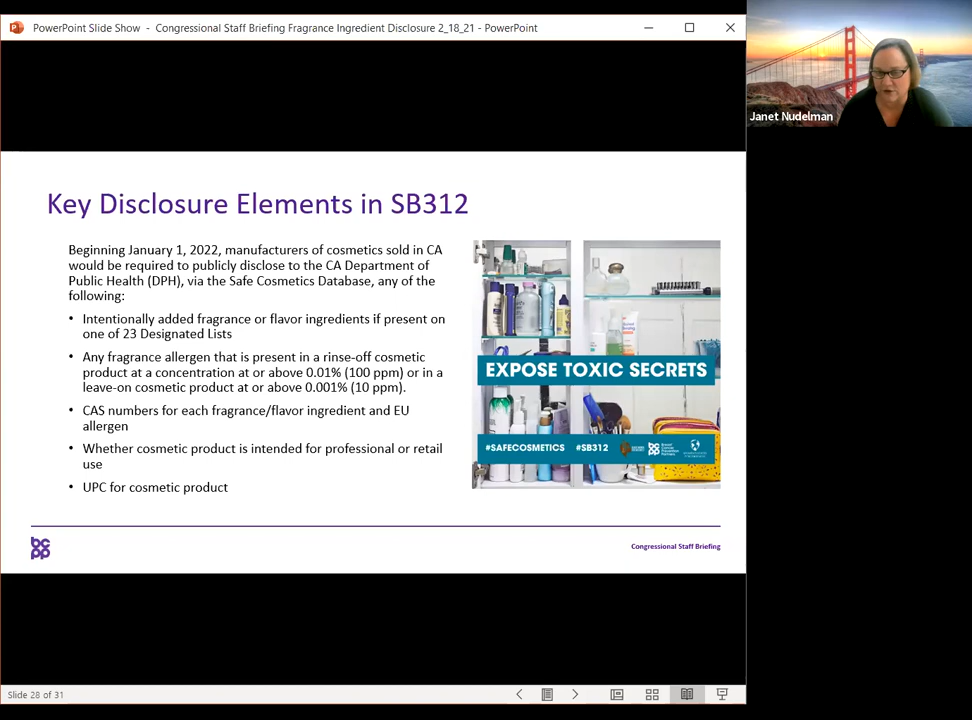 PowerPoint Slide Show - Congressional Staff Briefing Fragrance Ingredient Disclosure 2_18_21 - PowerPoint
Janet Nudelman
Key Disclosure Elements in SB312
Beginning January 1, 2022, manufacturers of cosmetics sold in CA
would be required to publicly disclose to the CA Department of
Public Health (DPH), via the Safe Cosmetics Database, any of the
following:
• Intentionally added fragrance or flavor ingredients if present on
one of 23 Designated Lists
• Any fragrance allergen that is present in a rinse-off cosmetic
product at a concentration at or above 0.01% (100 ppm) or in a
leave-on cosmetic product at or above 0.001% (10 ppm).
• CAS numbers for each fragrance/flavor ingredient and EU
allergen
• Whether cosmetic product is intended for professional or retail
use
• UPC for cosmetic product
EXPOSE TOXIC SECRETS
#SAFECOSMETICS #SB312
bcpp
Congressional Staff Briefing
Slide 28 of 31